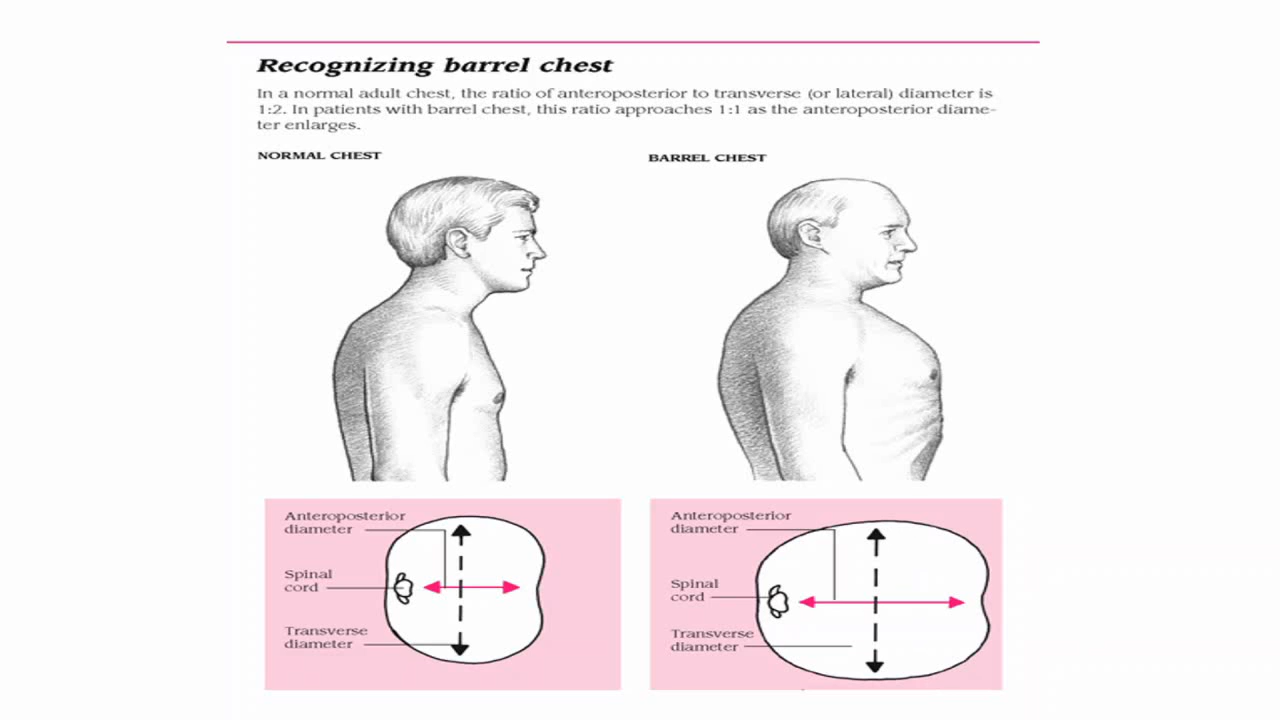 Recognizing barrel chest
In a normal adult chest, the ratio of anteroposterior to transverse (or lateral) diameter is
1:2. In patients with barrel chest, this ratio approaches 1:1 as the anteroposterior diame-
ter enlarges.
NORMAL CHEST
BARREL CHEST
Anteroposterior
diameter
Spinal
cord
Transverse
diameter
Anteroposterior
diameter
Spinal
cord
Transverse
diameter